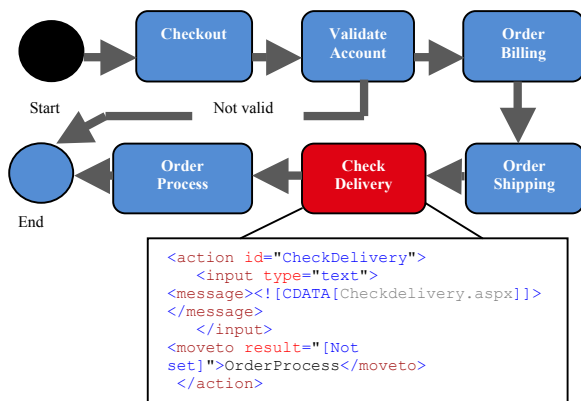 Checkout
Validate
Account
Order
Billing
Start
Not valid
Order
Process
Check
Delivery
Order
Shipping
End
<action id="CheckDelivery">
<input type="text">
<message><![CDATA[Checkdelivery.aspx]]>
</message>
</input>
<moveto result="[Not
set]">OrderProcess</moveto>
</action>